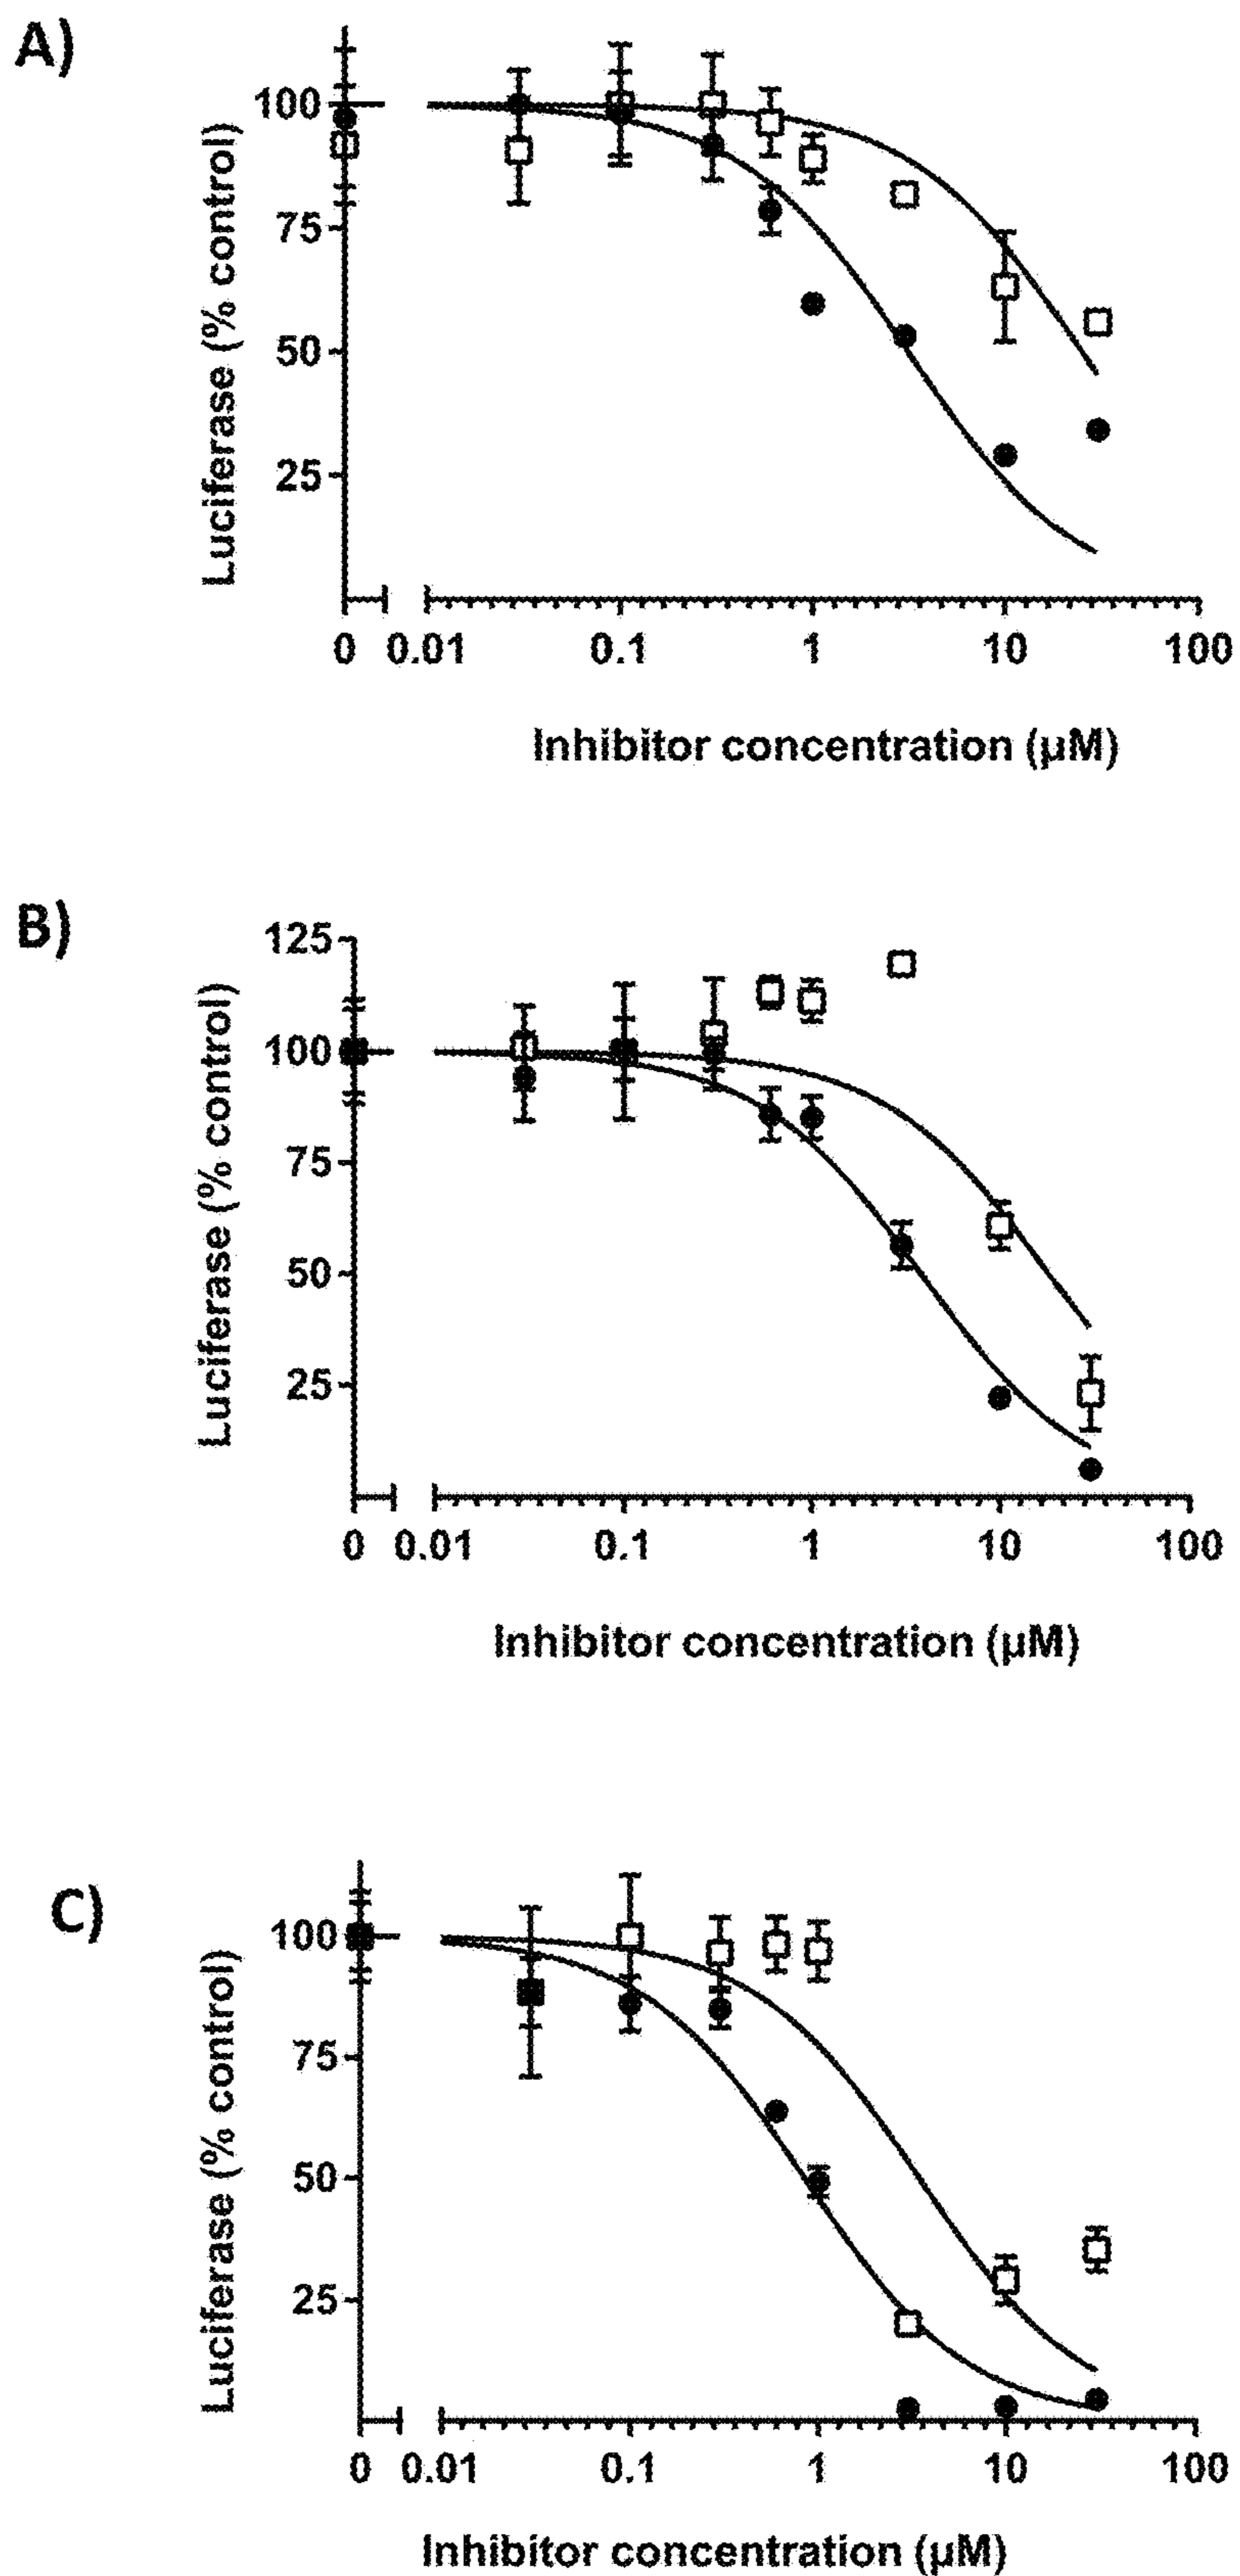 A)
Luciferase (% control)
100
75
50
25
0 0.01 0.1 1 10 100
Inhibitor concentration (µM)
B)
Luciferase (% control)
125
100
75
50
25
0 0.01 0.1 1 10 100
Inhibitor concentration (µM)
C)
Luciferase (% control)
100
75
50
25
0 0.01 0.1 1 10 100
Inhibitor concentration (µM)